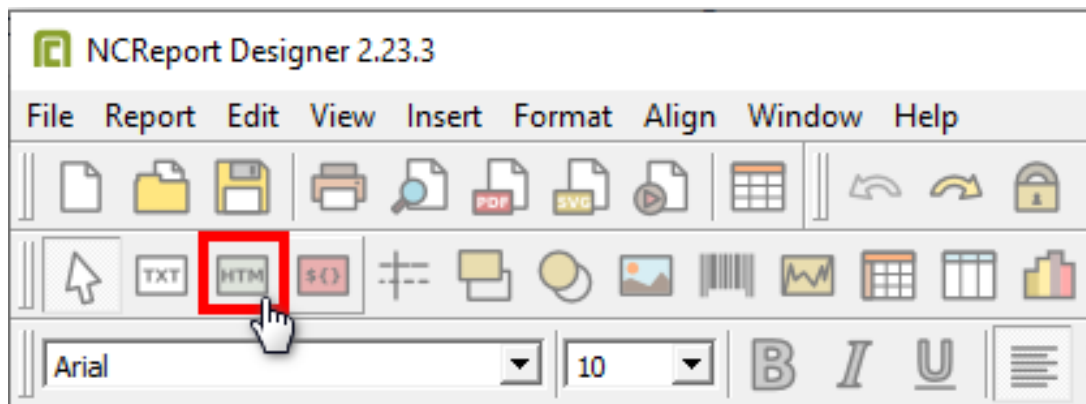 NCReport Designer 2.23.3
File Report Edit View Insert Format Align Window Help
PDF SVG
TXT HTM ${}
Arial 10 B I U